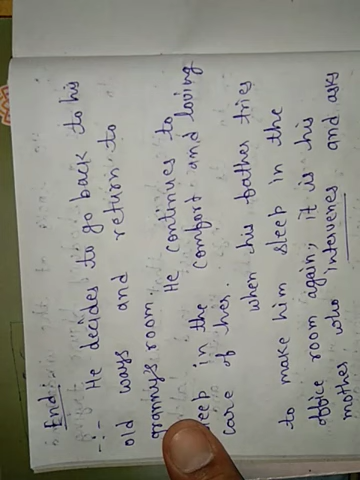 End:-
-:- He decides to go back to his
old ways and return to
grannys room. He continues to
sleep in the comfort and loving
care of her.
when his father tries
to make him sleep in the
office room again, it is his
mother who intervenes and asks